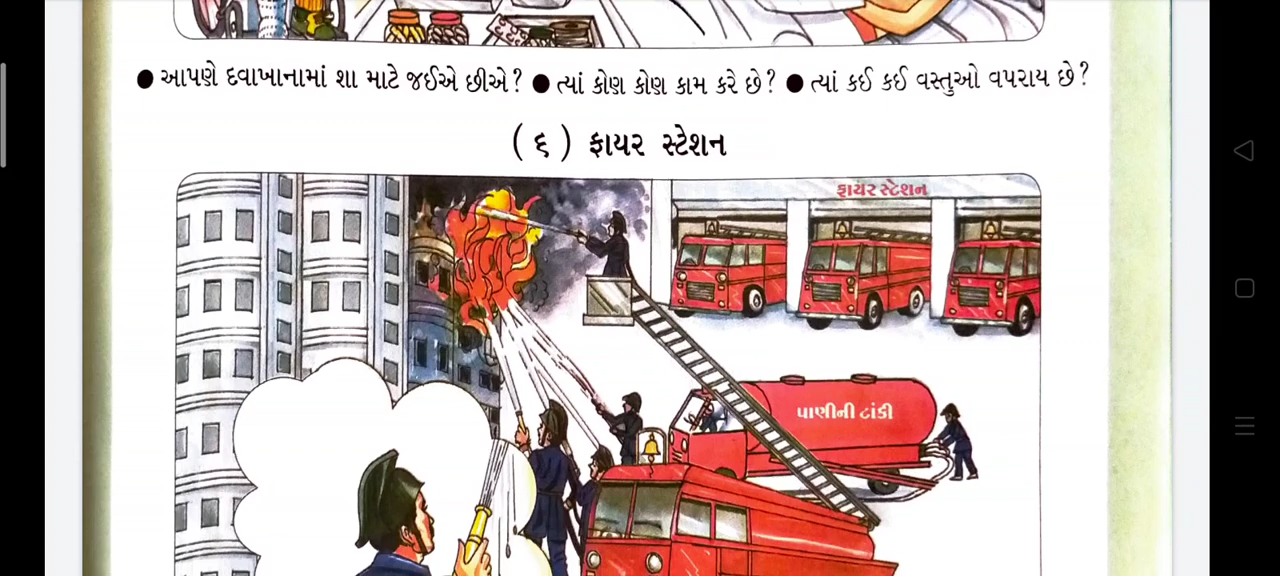 ● આપણે દવાખાનામાં શા માટે જઈએ છીએ? ● ત્યાં કોણ કોણ કામ કરે છે? ● ત્યાં કઈ કઈ વસ્તુઓ વપરાય છે?
( ૬ ) ફાયર સ્ટેશન
ફાયર સ્ટેશન
પાણીની ટાંકી